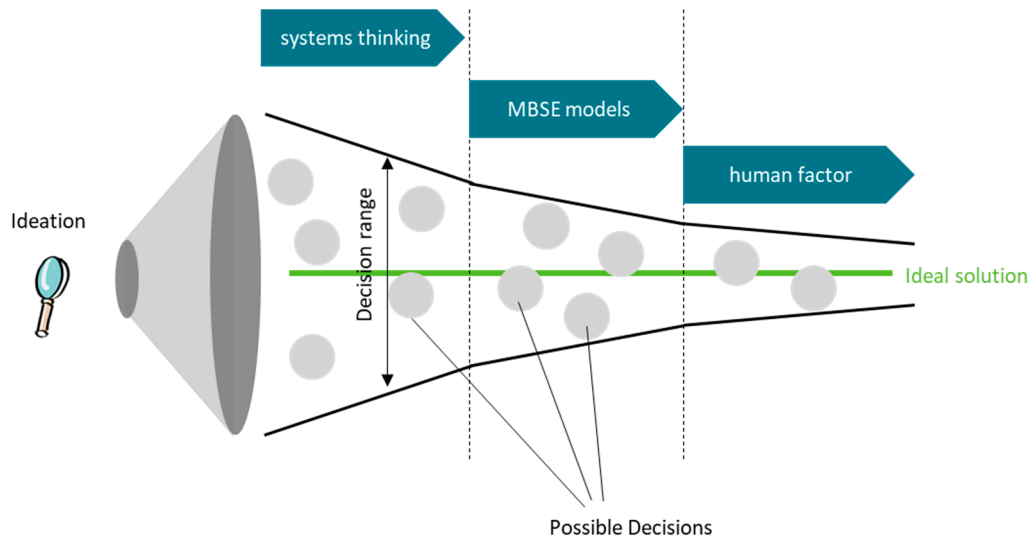 systems thinking
MBSE models
human factor
Ideation
Decision range
Ideal solution
Possible Decisions